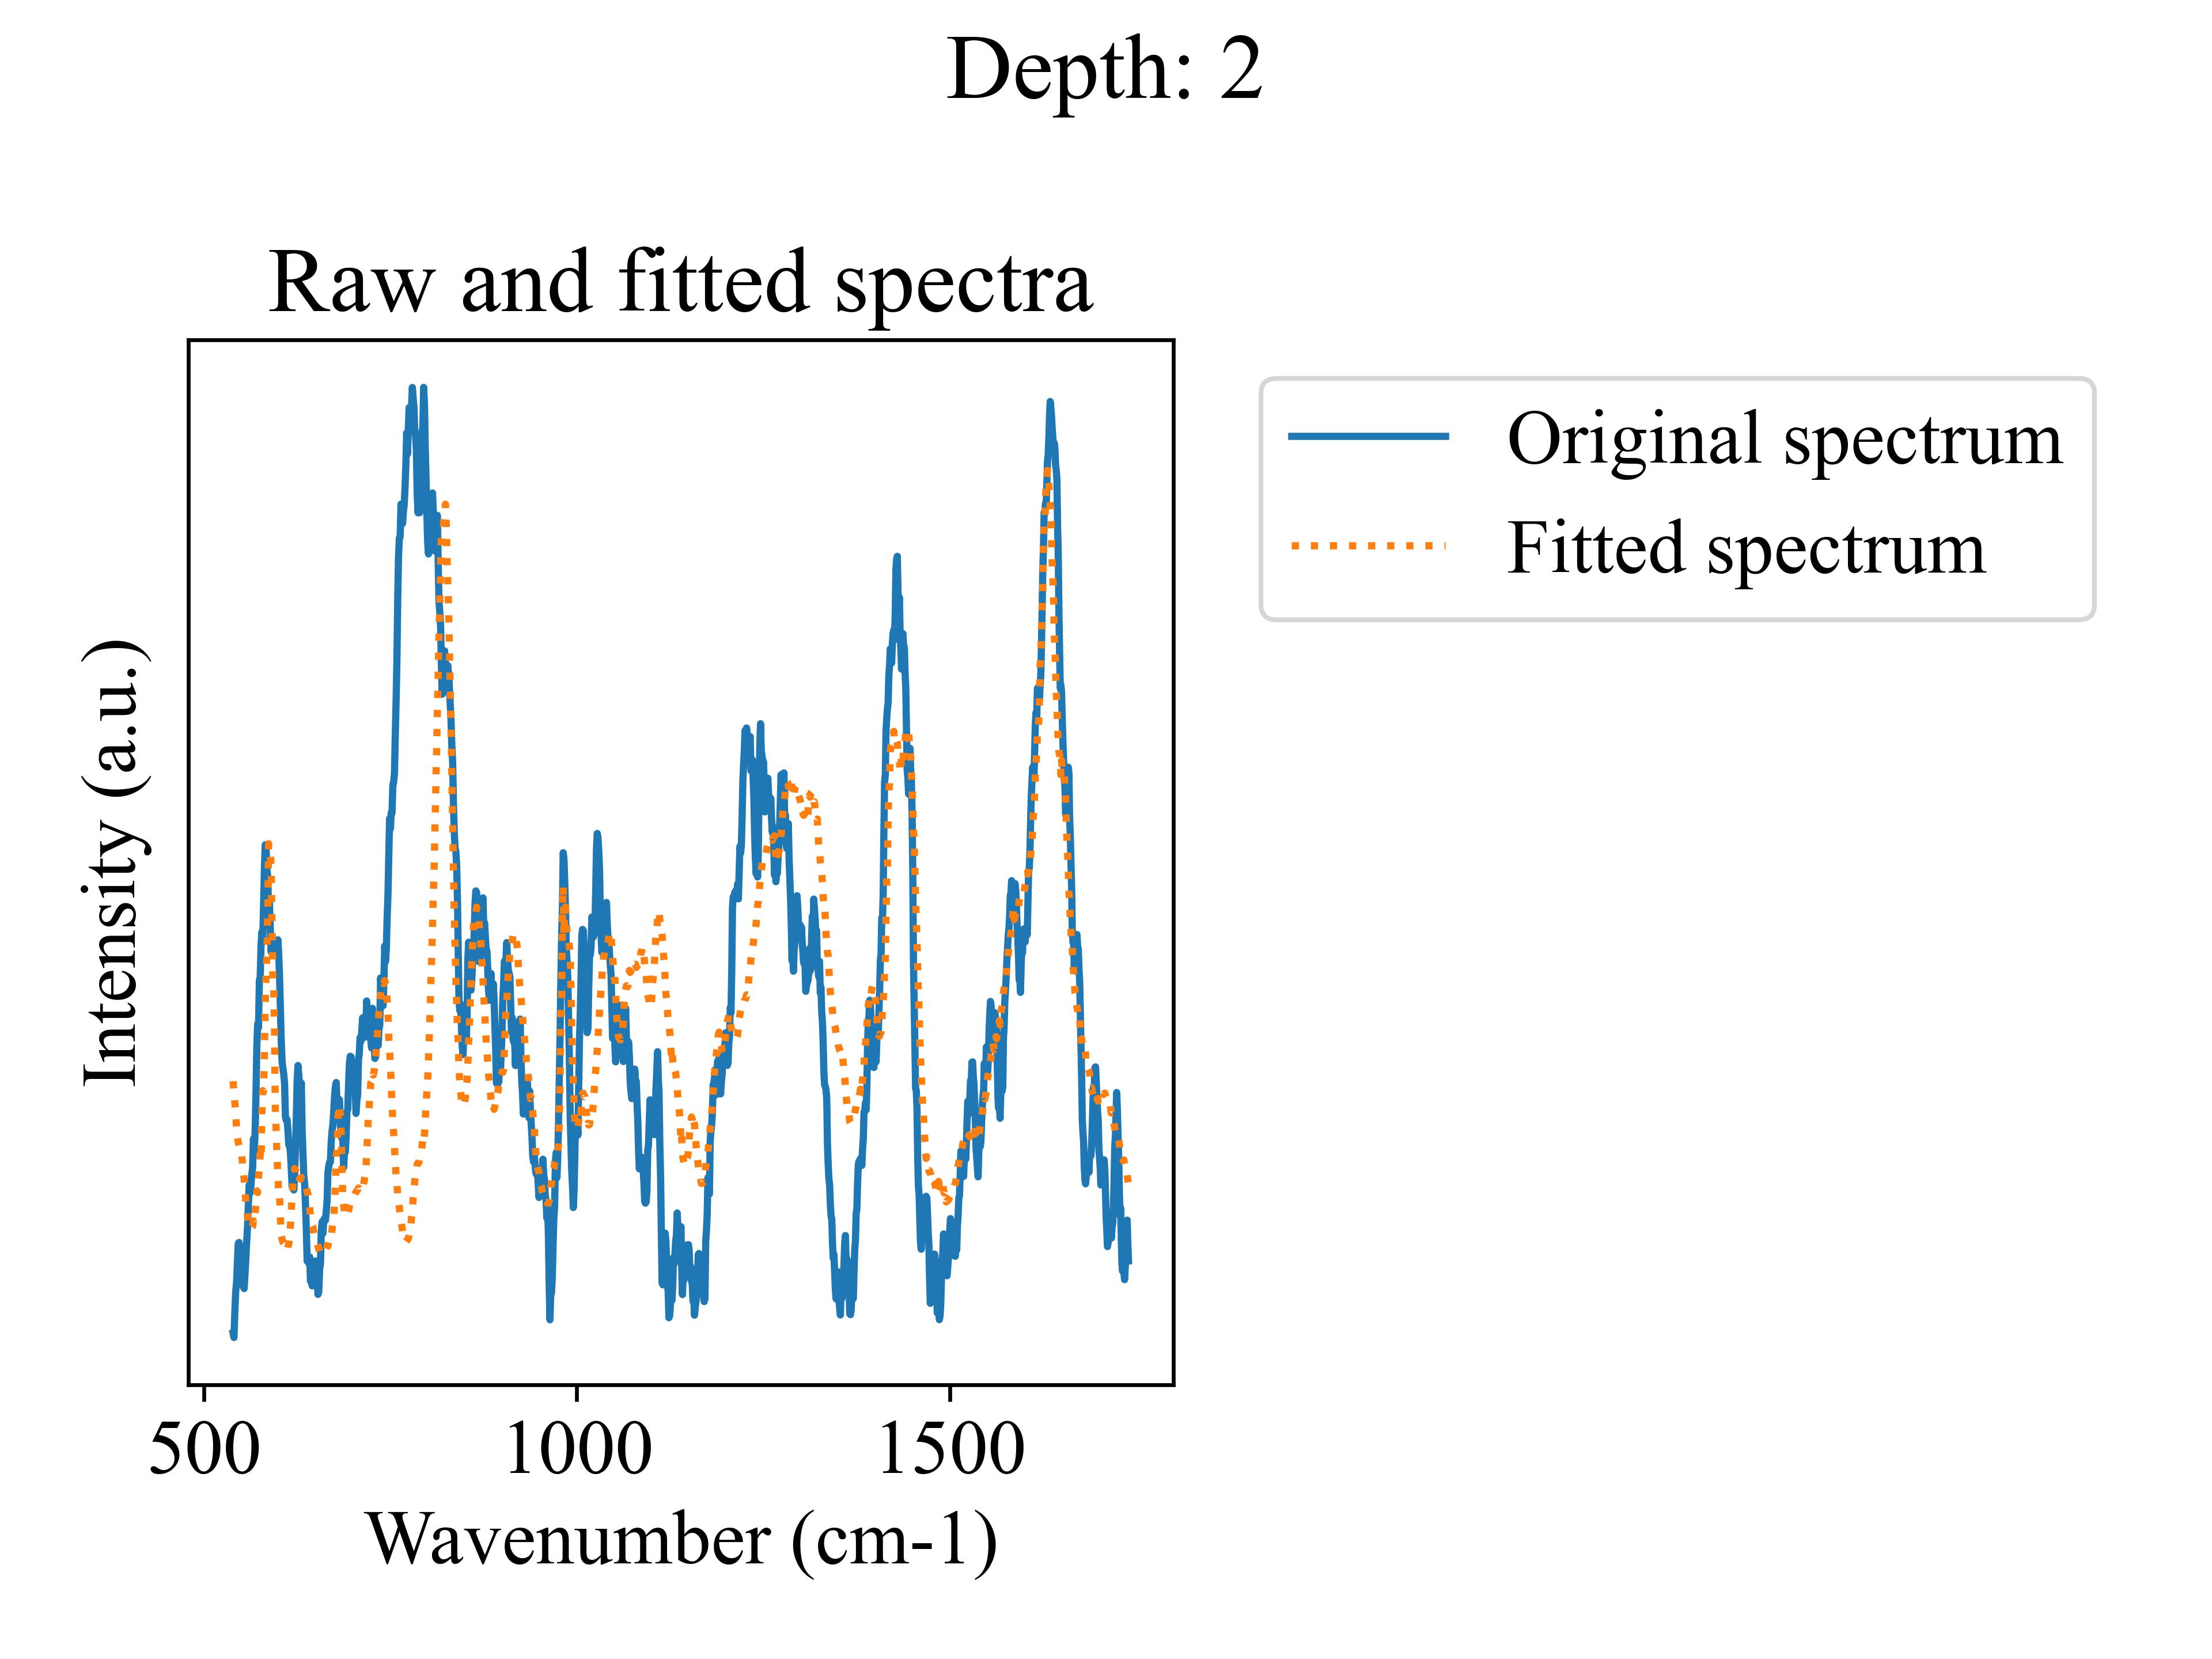 Depth: 2
Raw and fitted spectra
Original spectrum
Fitted spectrum
Intensity (a.u.)
500 1000 1500
Wavenumber (cm-1)